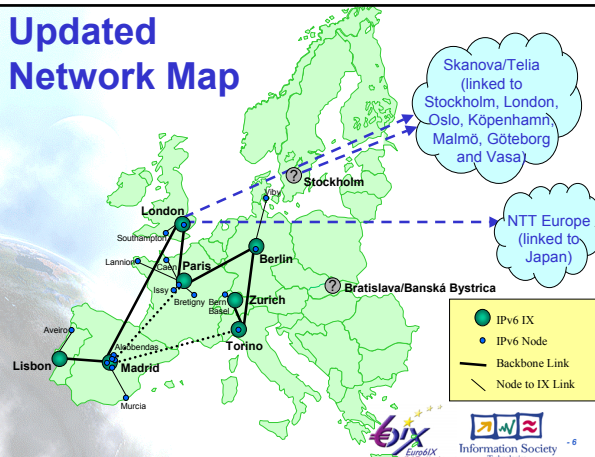 Updated
Network Map
Skanova/Telia
(linked to
Stockholm, London,
Oslo, Köpenhamn,
Malmö, Göteborg
and Vasa)
?
Stockholm
Viby
London
Southampton
NTT Europe
(linked to
Japan)
Lannion
Caen
Paris
Berlin
Issy
Bretigny
Bern
Basel
Zurich
?
Bratislava/Banská Bystrica
Aveiro
Alcobendas
Torino
Lisbon
Madrid
Murcia
IPv6 IX
IPv6 Node
Backbone Link
Node to IX Link
6IX
Euro6IX
Information Society
- 6